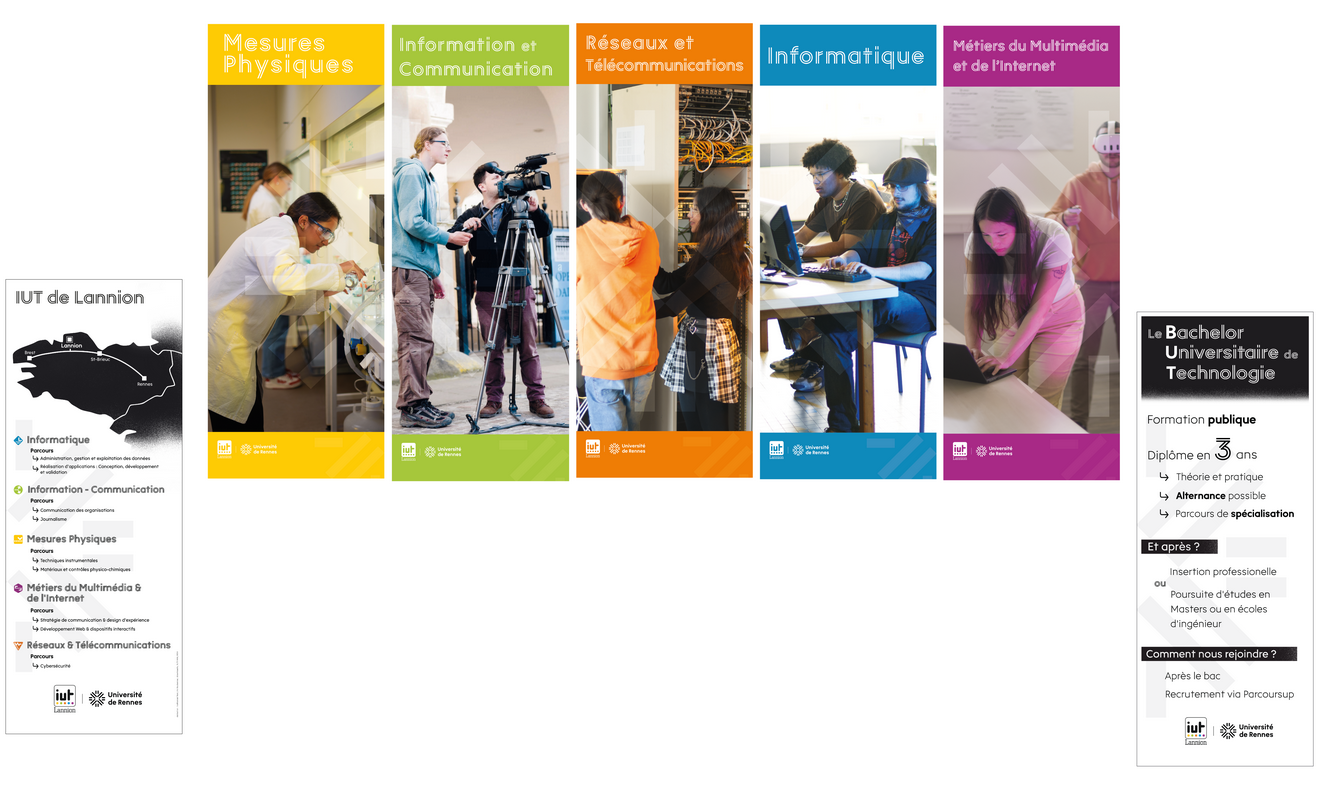 Mesures
Physiques
iut
Lannion
Université
de Rennes
Information et
Communication
iut
Lannion
Université
de Rennes
Réseaux et
Télécommunications
iut
Lannion
Université
de Rennes
Informatique
iut
Lannion
Université
de Rennes
Métiers du Multimédia
et de l'Internet
iut
Lannion
Université
de Rennes
IUT de Lannion
Brest
Lannion
St-Brieuc
Rennes
Informatique
Parcours
Administration, gestion et exploitation des données
Réalisation d'applications : Conception, développement
et validation
Information - Communication
Parcours
Communication des organisations
Journalisme
Mesures Physiques
Parcours
Techniques instrumentales
Matériaux et contrôles physico-chimiques
Métiers du Multimédia &
de l'Internet
Parcours
Stratégie de communication & design d'expérience
Développement Web & dispositifs interactifs
Réseaux & Télécommunications
Parcours
Cybersécurité
iut
Lannion
Université
de Rennes
Le Bachelor
Universitaire de
Technologie
Formation publique
Diplôme en 3 ans
Théorie et pratique
Alternance possible
Parcours de spécialisation
Et après ?
Insertion professionelle
ou
Poursuite d'études en
Masters ou en écoles
d'ingénieur
Comment nous rejoindre ?
Après le bac
Recrutement via Parcoursup
iut
Lannion
Université
de Rennes